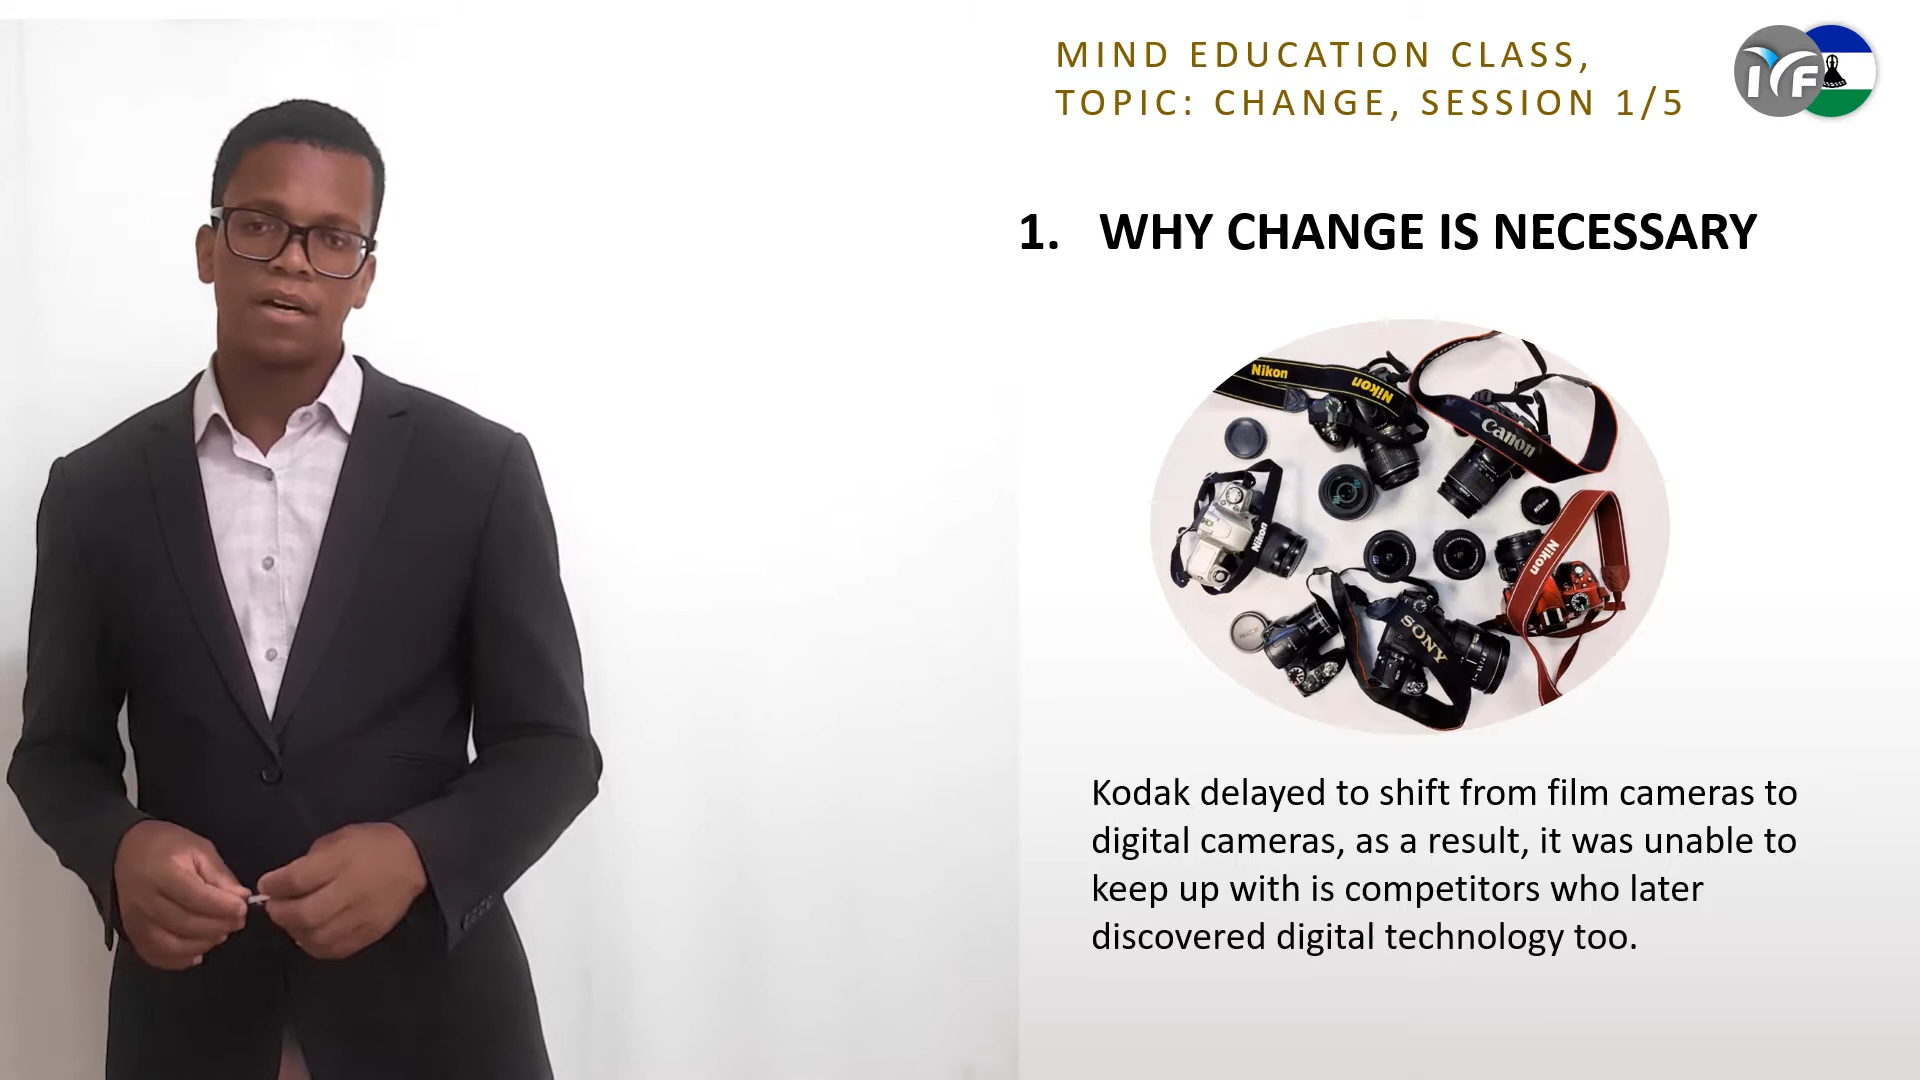 MIND EDUCATION CLASS,
TOPIC: CHANGE, SESSION 1/5
IYF
1. WHY CHANGE IS NECESSARY
Nikon
Nikon
Canon
Nikon
Nikon
Nikon
SONY
Kodak delayed to shift from film cameras to
digital cameras, as a result, it was unable to
keep up with is competitors who later
discovered digital technology too.